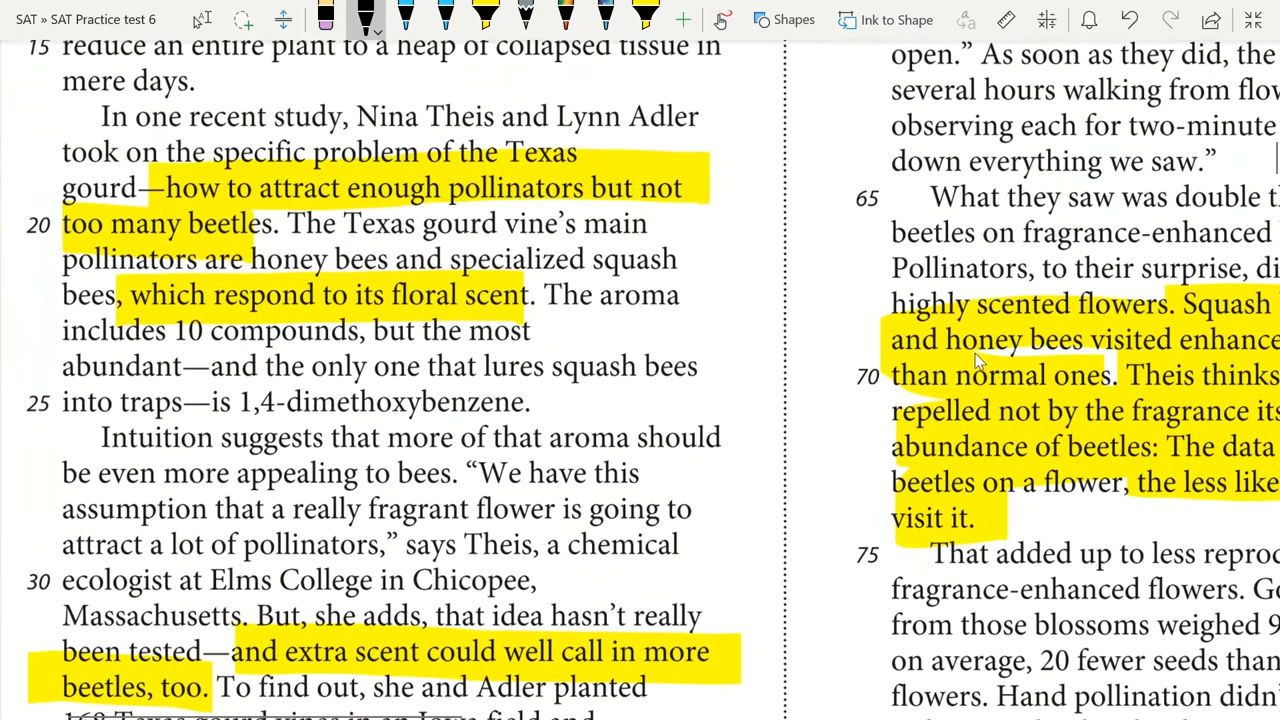 SAT » SAT Practice test 6
Shapes
Ink to Shape
15 reduce an entire plant to a heap of collapsed tissue in
mere days.
In one recent study, Nina Theis and Lynn Adler
took on the specific problem of the Texas
gourd—how to attract enough pollinators but not
20 too many beetles. The Texas gourd vine’s main
pollinators are honey bees and specialized squash
bees, which respond to its floral scent. The aroma
includes 10 compounds, but the most
abundant—and the only one that lures squash bees
25 into traps—is 1,4-dimethoxybenzene.
Intuition suggests that more of that aroma should
be even more appealing to bees. “We have this
assumption that a really fragrant flower is going to
attract a lot of pollinators,” says Theis, a chemical
30 ecologist at Elms College in Chicopee,
Massachusetts. But, she adds, that idea hasn’t really
been tested—and extra scent could well call in more
beetles, too. To find out, she and Adler planted
168 Texas gourd vines in an Iowa field and
open.” As soon as they did, the
several hours walking from flow
observing each for two-minute
down everything we saw.”
65 What they saw was double t
beetles on fragrance-enhanced
Pollinators, to their surprise, di
highly scented flowers. Squash
and honey bees visited enhance
70 than normal ones. Theis thinks
repelled not by the fragrance its
abundance of beetles: The data
beetles on a flower, the less like
visit it.
75 That added up to less reproc
fragrance-enhanced flowers. Go
from those blossoms weighed 9
on average, 20 fewer seeds than
flowers. Hand pollination didn’